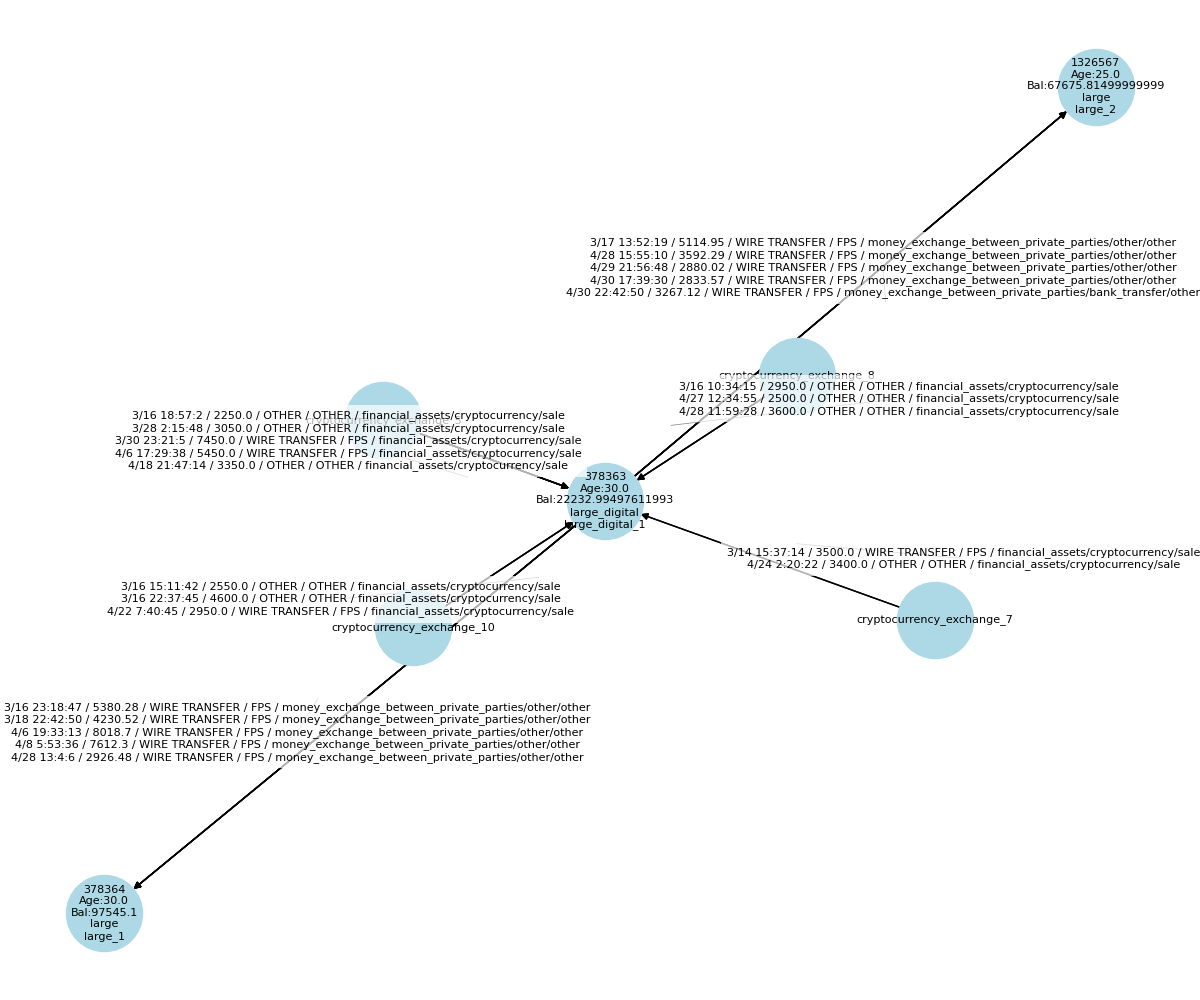 1326567
Age:25.0
Bal:67675.81499999999
large
large_2
3/17 13:52:19 / 5114.95 / WIRE TRANSFER / FPS / money_exchange_between_private_parties/other/other
4/28 15:55:10 / 3592.29 / WIRE TRANSFER / FPS / money_exchange_between_private_parties/other/other
4/29 21:56:48 / 2880.02 / WIRE TRANSFER / FPS / money_exchange_between_private_parties/other/other
4/30 17:39:30 / 2833.57 / WIRE TRANSFER / FPS / money_exchange_between_private_parties/other/other
4/30 22:42:50 / 3267.12 / WIRE TRANSFER / FPS / money_exchange_between_private_parties/bank_transfer/other
cryptocurrency_exchange_8
3/16 10:34:15 / 2950.0 / OTHER / OTHER / financial_assets/cryptocurrency/sale
4/27 12:34:55 / 2500.0 / OTHER / OTHER / financial_assets/cryptocurrency/sale
4/28 11:59:28 / 3600.0 / OTHER / OTHER / financial_assets/cryptocurrency/sale
3/16 18:57:2 / 2250.0 / OTHER / OTHER / financial_assets/cryptocurrency/sale
3/28 2:15:48 / 3050.0 / OTHER / OTHER / financial_assets/cryptocurrency/sale
3/30 23:21:5 / 7450.0 / WIRE TRANSFER / FPS / financial_assets/cryptocurrency/sale
4/6 17:29:38 / 5450.0 / WIRE TRANSFER / FPS / financial_assets/cryptocurrency/sale
4/18 21:47:14 / 3350.0 / OTHER / OTHER / financial_assets/cryptocurrency/sale
378363
Age:30.0
Bal:22232.99497611993
large_digital
large_digital_1
3/14 15:37:14 / 3500.0 / WIRE TRANSFER / FPS / financial_assets/cryptocurrency/sale
4/24 2:20:22 / 3400.0 / OTHER / OTHER / financial_assets/cryptocurrency/sale
cryptocurrency_exchange_7
3/16 15:11:42 / 2550.0 / OTHER / OTHER / financial_assets/cryptocurrency/sale
3/16 22:37:45 / 4600.0 / OTHER / OTHER / financial_assets/cryptocurrency/sale
4/22 7:40:45 / 2950.0 / WIRE TRANSFER / FPS / financial_assets/cryptocurrency/sale
cryptocurrency_exchange_10
3/16 23:18:47 / 5380.28 / WIRE TRANSFER / FPS / money_exchange_between_private_parties/other/other
3/18 22:42:50 / 4230.52 / WIRE TRANSFER / FPS / money_exchange_between_private_parties/other/other
4/6 19:33:13 / 8018.7 / WIRE TRANSFER / FPS / money_exchange_between_private_parties/other/other
4/8 5:53:36 / 7612.3 / WIRE TRANSFER / FPS / money_exchange_between_private_parties/other/other
4/28 13:4:6 / 2926.48 / WIRE TRANSFER / FPS / money_exchange_between_private_parties/other/other
378364
Age:30.0
Bal:97545.1
large
large_1